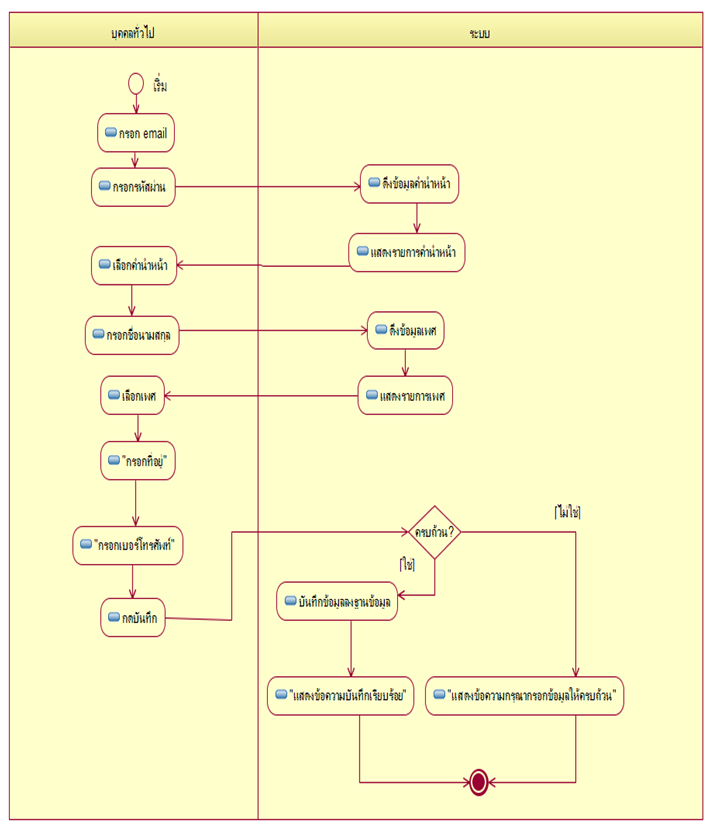 บุคคลทั่วไป
ระบบ
เริ่ม
กรอก email
กรอกรหัสผ่าน
ดึงข้อมูลคำนำหน้า
แสดงรายการคำนำหน้า
เลือกคำนำหน้า
กรอกชื่อนามสกุล
ดึงข้อมูลเพศ
แสดงรายการเพศ
เลือกเพศ
"กรอกที่อยู่"
"กรอกเบอร์โทรศัพท์"
กดบันทึก
ครบถ้วน?
[ไม่ใช่]
[ใช่]
บันทึกข้อมูลลงฐานข้อมูล
"แสดงข้อความบันทึกเรียบร้อย"
"แสดงข้อความกรุณากรอกข้อมูลให้ครบถ้วน"